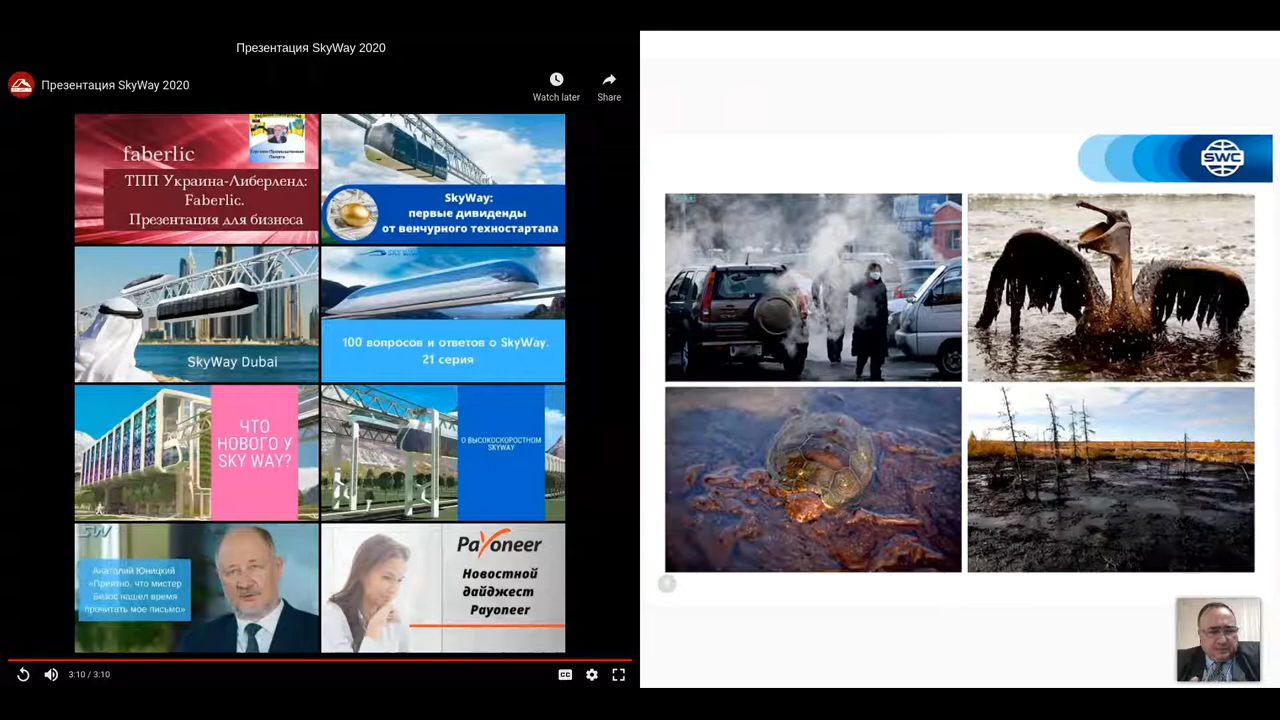 Презентация SkyWay 2020
Презентация SkyWay 2020
Watch later
Share
faberlic
ТПП Украина-Либерленд:
Faberlic.
Презентация для бизнеса
SkyWay:
первые дивиденды
от венчурного техностартапа
SkyWay Dubai
100 вопросов и ответов о SkyWay.
21 серия
ЧТО
НОВОГО У
SKY WAY?
О ВЫСОКОСКОРОСТНОМ
SKYWAY
SW
Анатолий Юницкий
«Приятно, что мистер
Безос нашел время
прочитать мое письмо»
Payoneer
Новостной
дайджест
Payoneer
3:10 / 3:10
CC
SWC